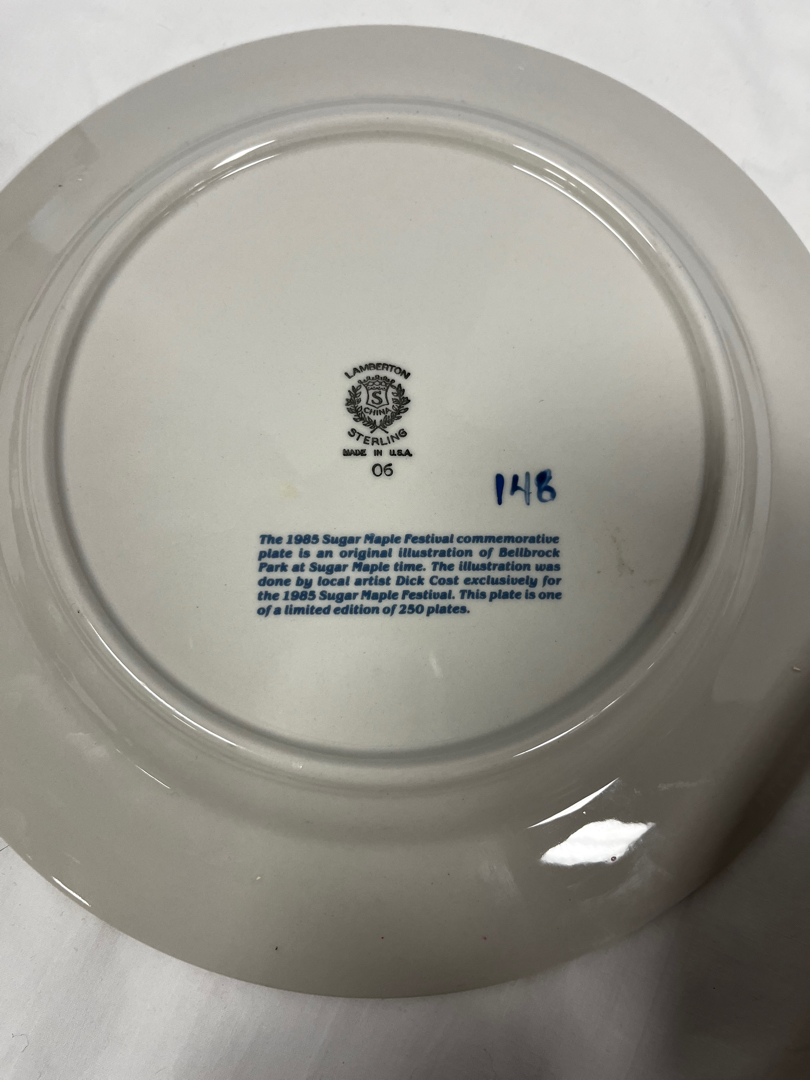 LAMBERTON
S
CHINA
STERLING
MADE IN U.S.A.
06
148
The 1985 Sugar Maple Festival commemorative
plate is an original illustration of Bellbrock
Park at Sugar Maple time. The illustration was
done by local artist Dick Cost exclusively for
the 1985 Sugar Maple Festival. This plate is one
of a limited edition of 250 plates.